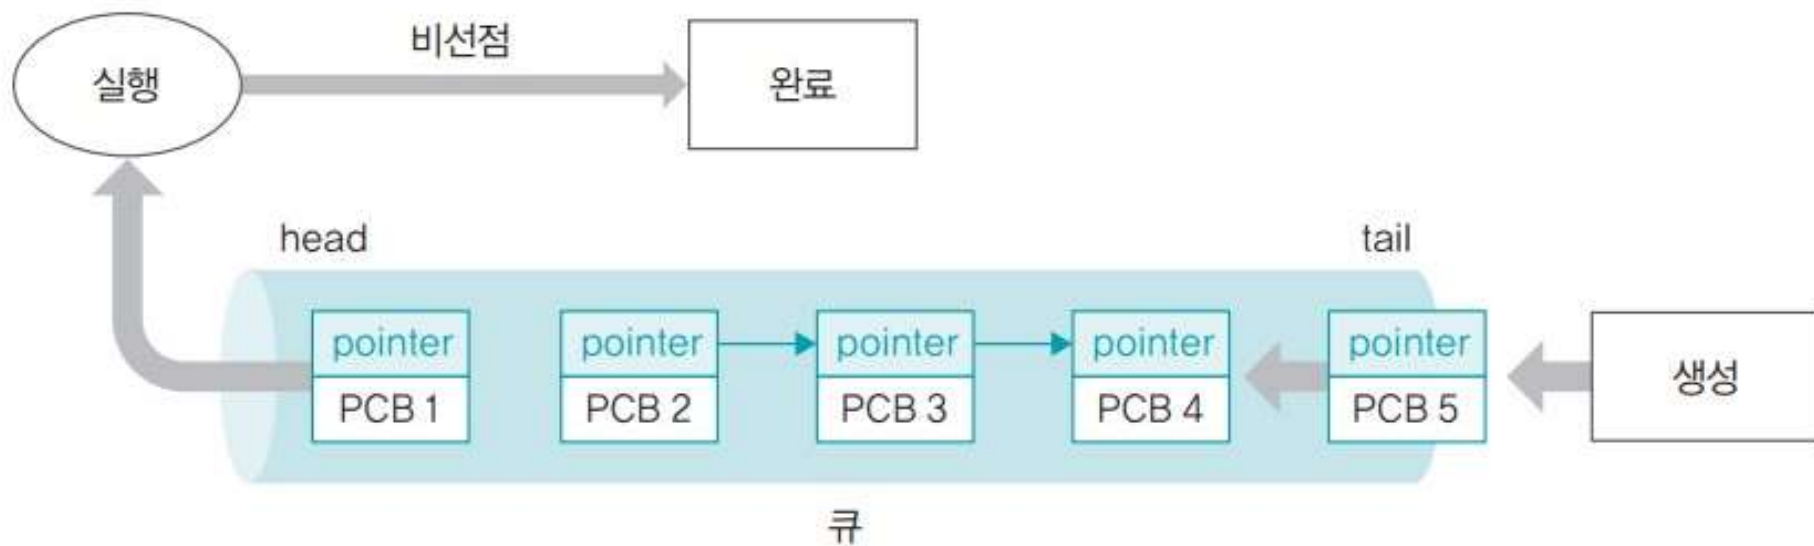 비선점
실행
완료
head
tail
pointer
pointer
pointer
pointer
pointer
PCB 1
PCB 2
PCB 3
PCB 4
PCB 5
생성
큐